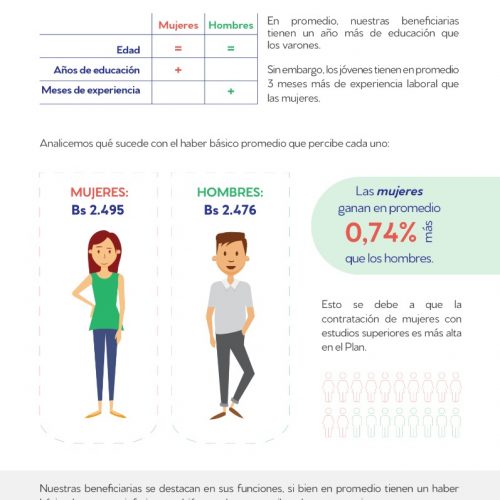 Mujeres Hombres
Edad = =
Años de educación +
Meses de experiencia +
En promedio, nuestras beneficiarias
tienen un año más de educación que
los varones.
Sin embargo, los jóvenes tienen en promedio
3 meses más de experiencia laboral que
las mujeres.
Analicemos qué sucede con el haber básico promedio que percibe cada uno:
MUJERES:
Bs 2.495
HOMBRES:
Bs 2.476
Las mujeres
ganan en promedio
0,74% más
que los hombres.
Esto se debe a que la
contratación de mujeres con
estudios superiores es más alta
en el Plan.
Nuestras beneficiarias se destacan en sus funciones, si bien en promedio tienen un haber